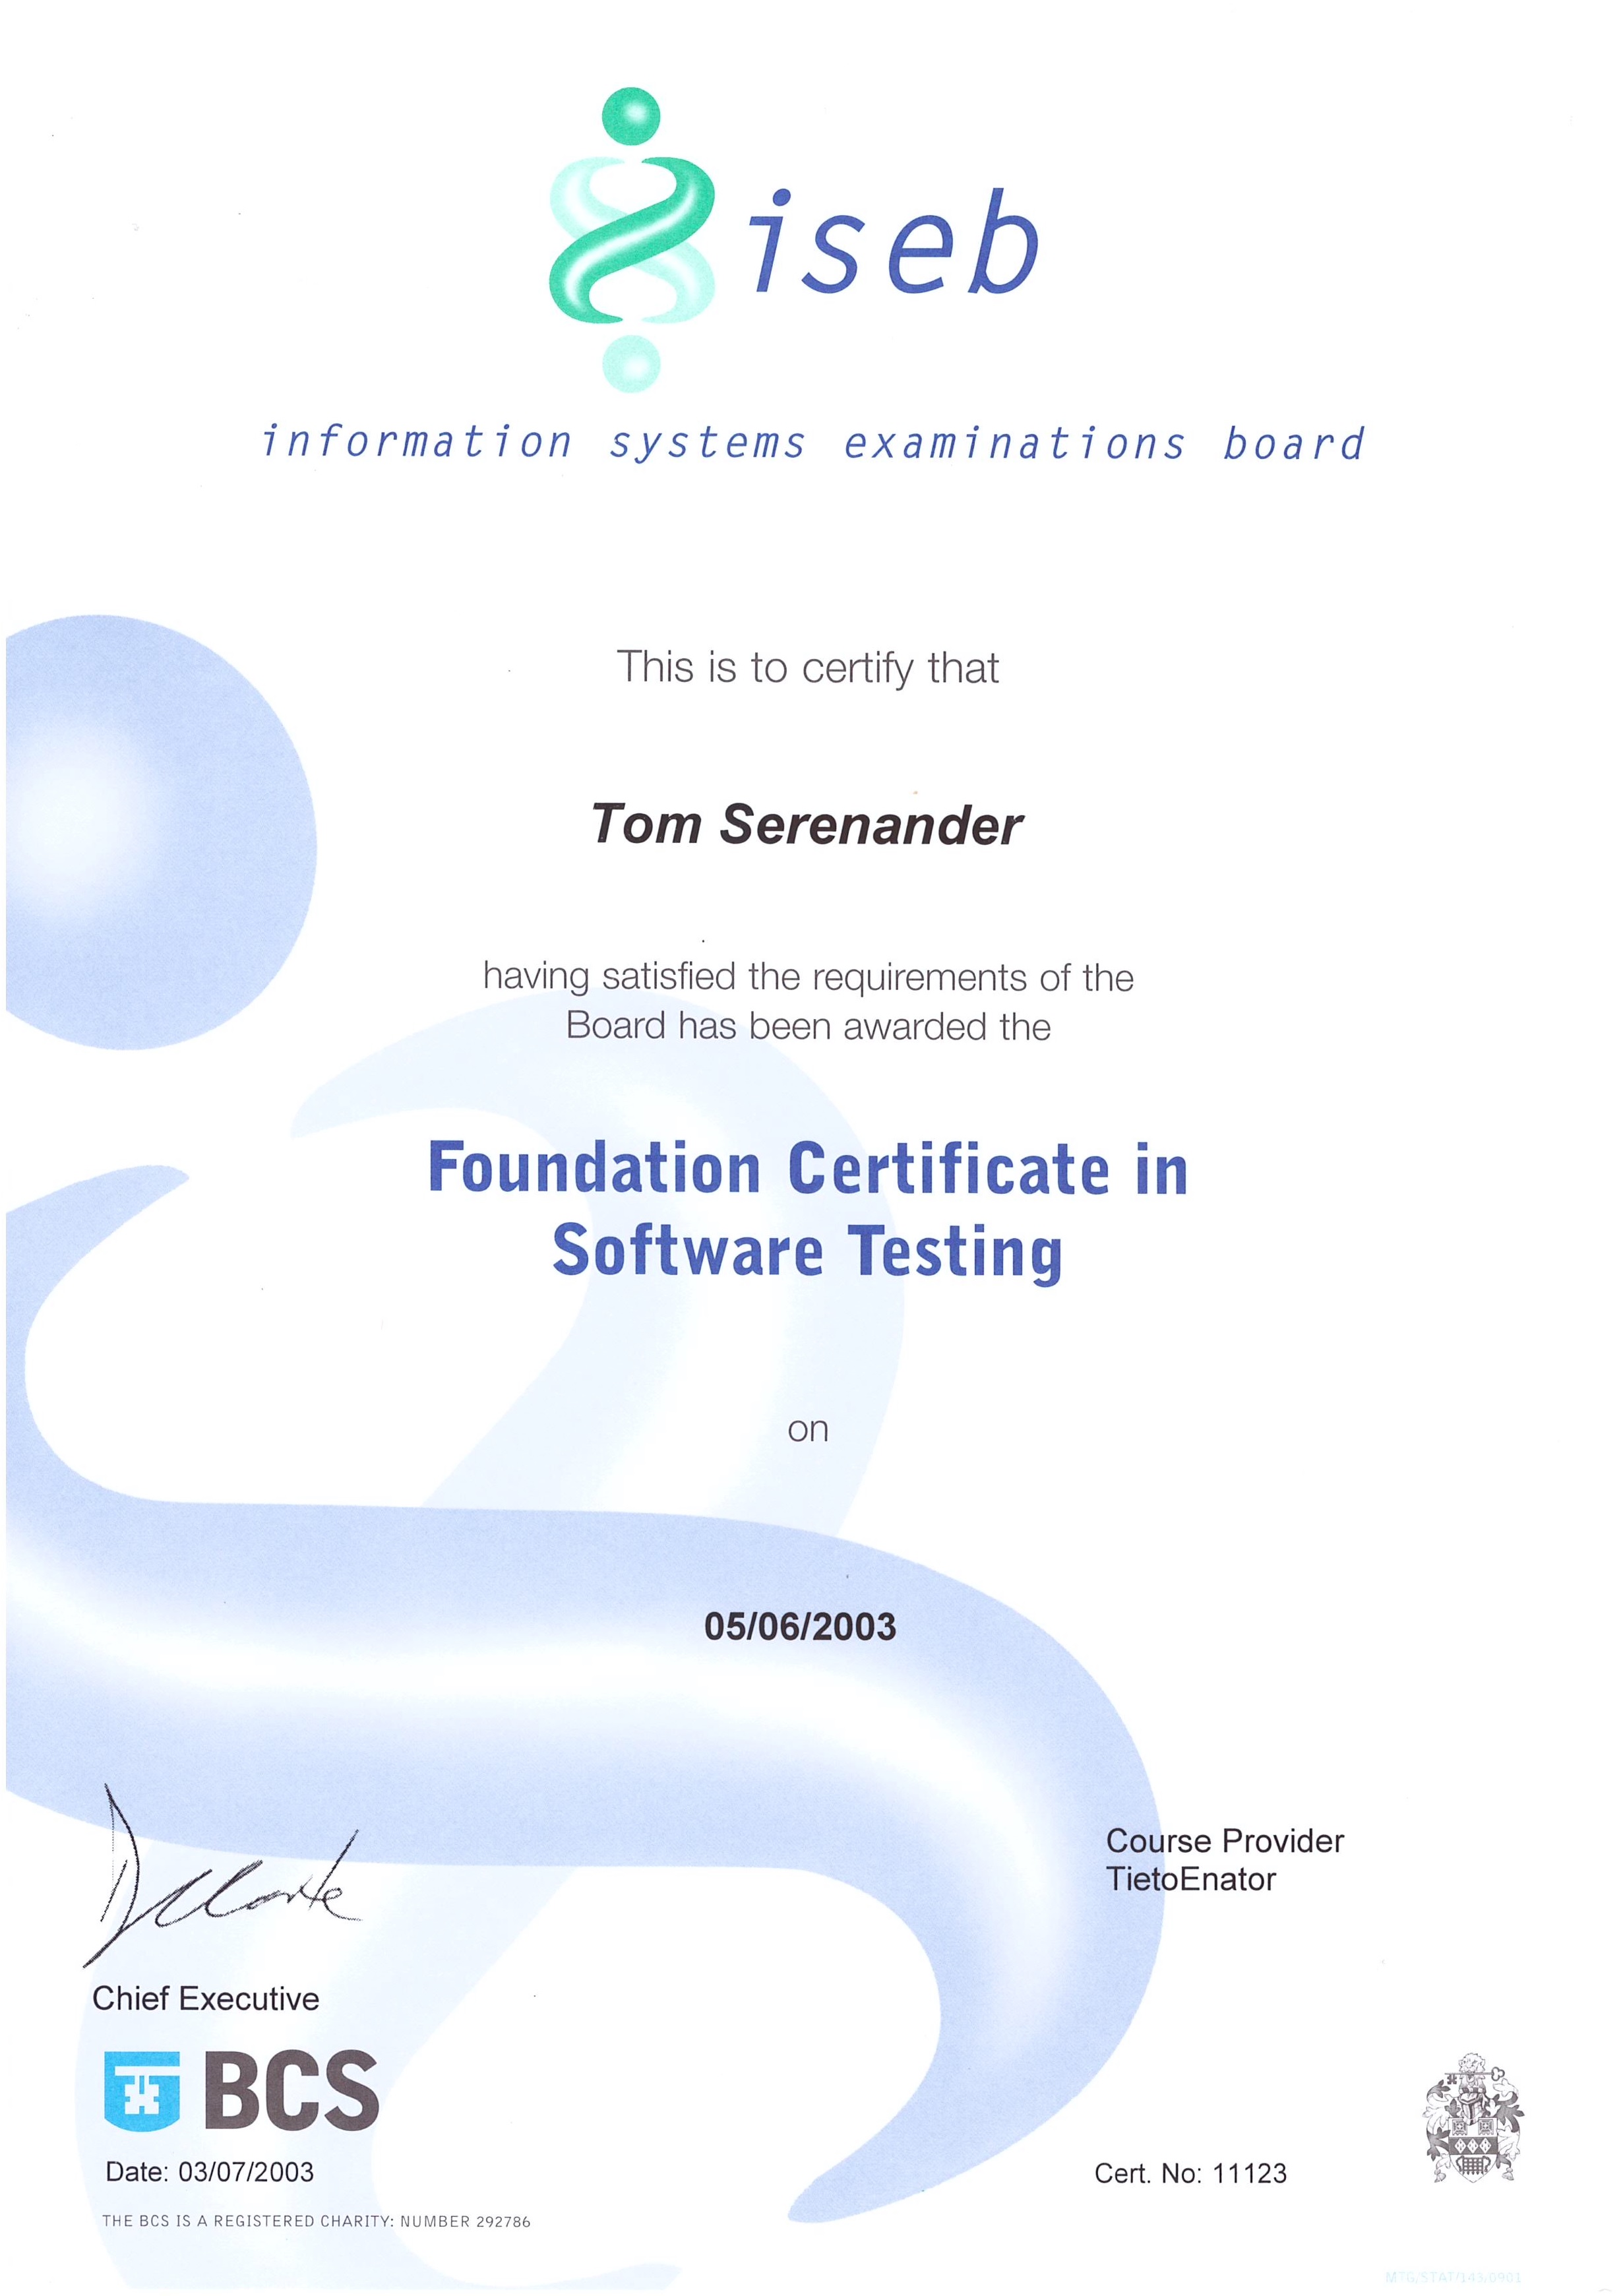 iseb
information systems examinations board
This is to certify that
Tom Serenander
having satisfied the requirements of the
Board has been awarded the
Foundation Certificate in
Software Testing
on
05/06/2003
Course Provider
TietoEnator
Chief Executive
BCS
Date: 03/07/2003
Cert. No: 11123
THE BCS IS A REGISTERED CHARITY: NUMBER 292786